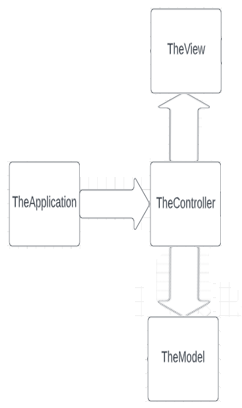 TheView
TheApplication
TheController
TheModel